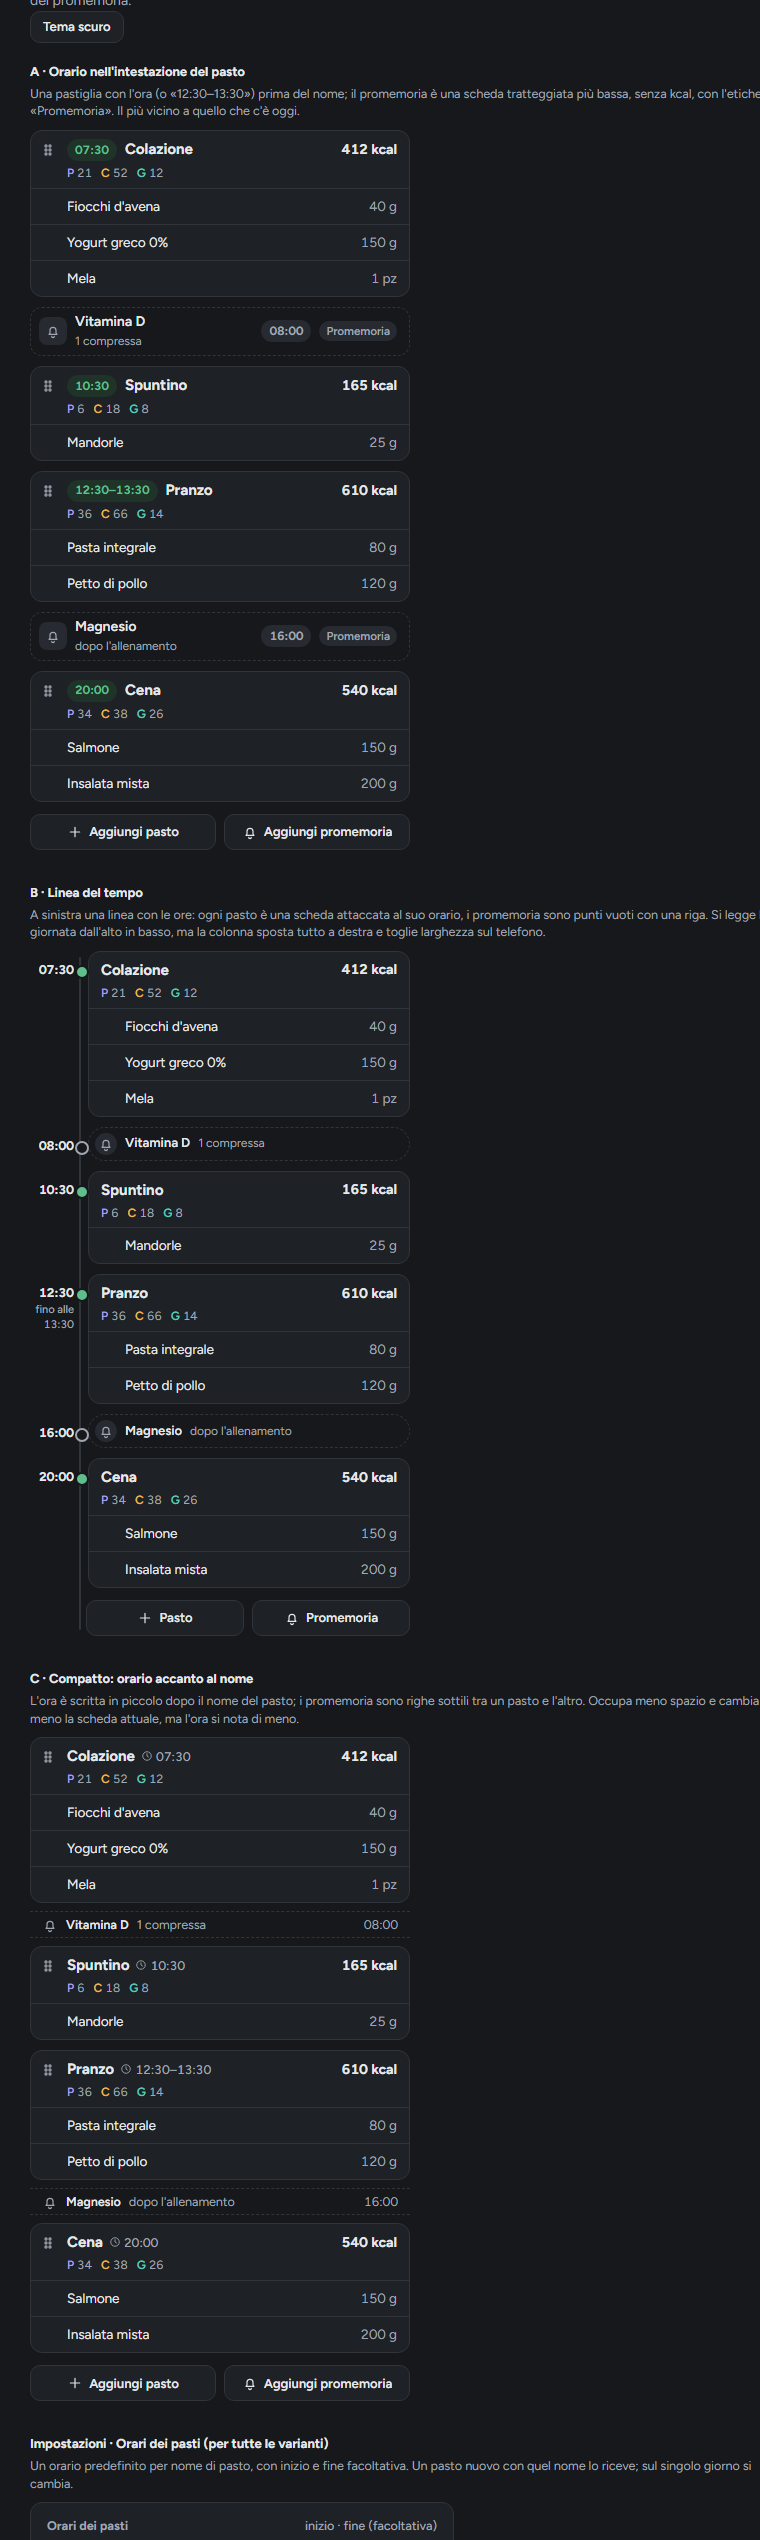 del promemoria.
Tema scuro
A · Orario nell'intestazione del pasto
Una pastiglia con l'ora (o «12:30–13:30») prima del nome; il promemoria è una scheda tratteggiata più bassa, senza kcal, con l'etiche
«Promemoria». Il più vicino a quello che c'è oggi.
07:30 Colazione 412 kcal
P 21 C 52 G 12
Fiocchi d'avena 40 g
Yogurt greco 0% 150 g
Mela 1 pz
Vitamina D
1 compressa
08:00 Promemoria
10:30 Spuntino 165 kcal
P 6 C 18 G 8
Mandorle 25 g
12:30–13:30 Pranzo 610 kcal
P 36 C 66 G 14
Pasta integrale 80 g
Petto di pollo 120 g
Magnesio
dopo l'allenamento
16:00 Promemoria
20:00 Cena 540 kcal
P 34 C 38 G 26
Salmone 150 g
Insalata mista 200 g
Aggiungi pasto Aggiungi promemoria
B · Linea del tempo
A sinistra una linea con le ore: ogni pasto è una scheda attaccata al suo orario, i promemoria sono punti vuoti con una riga. Si legge
giornata dall'alto in basso, ma la colonna sposta tutto a destra e toglie larghezza sul telefono.
07:30 Colazione 412 kcal
P 21 C 52 G 12
Fiocchi d'avena 40 g
Yogurt greco 0% 150 g
Mela 1 pz
08:00 Vitamina D 1 compressa
10:30 Spuntino 165 kcal
P 6 C 18 G 8
Mandorle 25 g
12:30 Pranzo 610 kcal
fino alle
13:30
P 36 C 66 G 14
Pasta integrale 80 g
Petto di pollo 120 g
16:00 Magnesio dopo l'allenamento
20:00 Cena 540 kcal
P 34 C 38 G 26
Salmone 150 g
Insalata mista 200 g
Pasto Promemoria
C · Compatto: orario accanto al nome
L'ora è scritta in piccolo dopo il nome del pasto; i promemoria sono righe sottili tra un pasto e l'altro. Occupa meno spazio e cambia
meno la scheda attuale, ma l'ora si nota di meno.
Colazione 07:30 412 kcal
P 21 C 52 G 12
Fiocchi d'avena 40 g
Yogurt greco 0% 150 g
Mela 1 pz
Vitamina D 1 compressa 08:00
Spuntino 10:30 165 kcal
P 6 C 18 G 8
Mandorle 25 g
Pranzo 12:30–13:30 610 kcal
P 36 C 66 G 14
Pasta integrale 80 g
Petto di pollo 120 g
Magnesio dopo l'allenamento 16:00
Cena 20:00 540 kcal
P 34 C 38 G 26
Salmone 150 g
Insalata mista 200 g
Aggiungi pasto Aggiungi promemoria
Impostazioni · Orari dei pasti (per tutte le varianti)
Un orario predefinito per nome di pasto, con inizio e fine facoltativa. Un pasto nuovo con quel nome lo riceve; sul singolo giorno si
cambia.
Orari dei pasti inizio · fine (facoltativa)